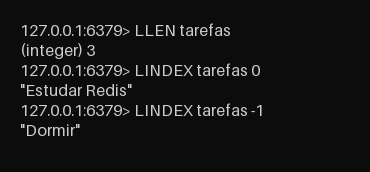 127.0.0.1:6379> LLEN tarefas
(integer) 3
127.0.0.1:6379> LINDEX tarefas 0
"Estudar Redis"
127.0.0.1:6379> LINDEX tarefas -1
"Dormir"